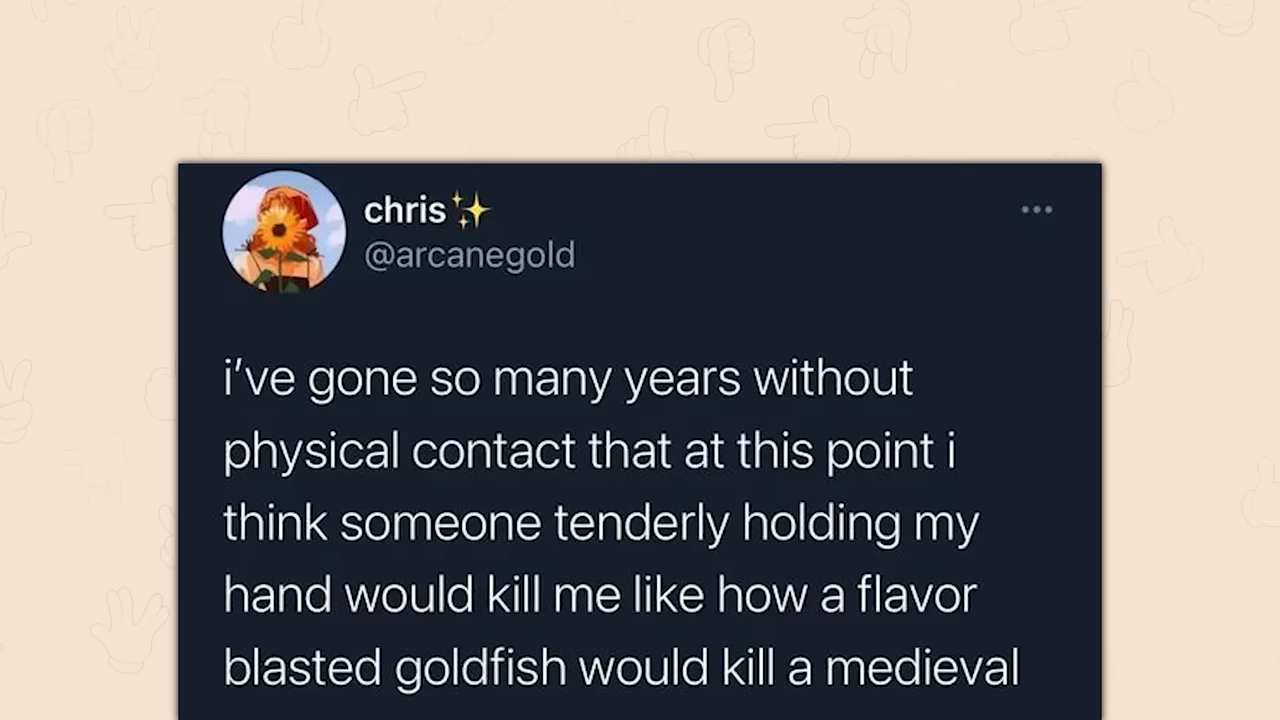 chris✨
@arcanegold
i've gone so many years without
physical contact that at this point i
think someone tenderly holding my
hand would kill me like how a flavor
blasted goldfish would kill a medieval